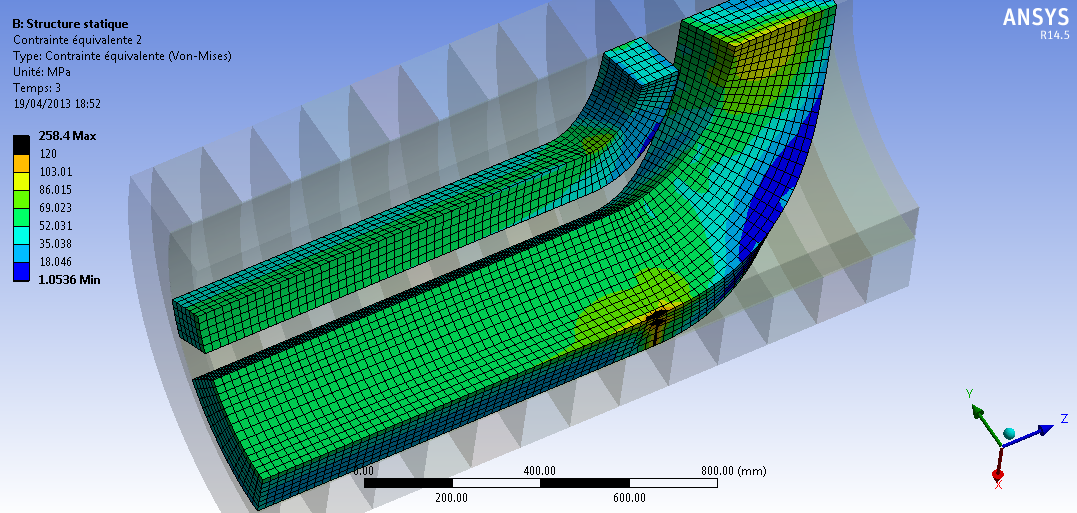 B: Structure statique
Contrainte équivalente 2
Type: Contrainte équivalente (Von-Mises)
Unité: MPa
Temps: 3
19/04/2013 18:52
ANSYS
R14.5
258.4 Max
120
103.01
86.015
69.023
52.031
35.038
18.046
1.0536 Min
0.00 400.00 800.00 (mm)
200.00 600.00
Y
Z
X